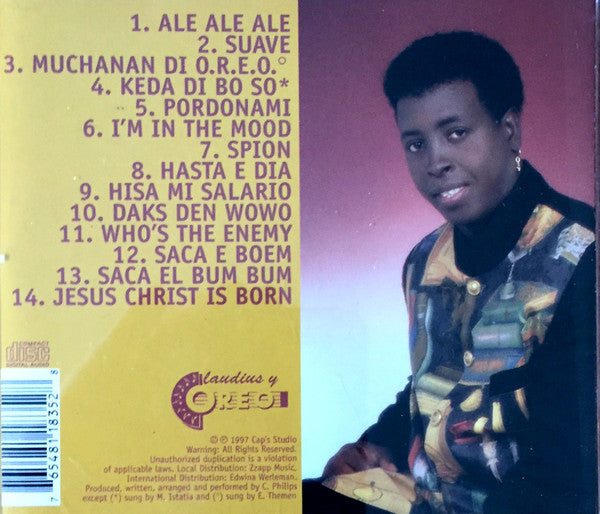 1. ALE ALE ALE
2. SUAVE
3. MUCHANAN DI O.R.E.O.°
4. KEDA DI BO SO*
5. PORDONAMI
6. I'M IN THE MOOD
7. SPION
8. HASTA E DIA
9. HISA MI SALARIO
10. DAKS DEN WOWO
11. WHO'S THE ENEMY
12. SACA E BOEM
13. SACA EL BUM BUM
14. JESUS CHRIST IS BORN
COMPACT
disc
DIGITAL AUDIO
Claudius y
OREO
© ℗ 1997 Cap's Studio
Warning: All Rights Reserved.
Unauthorized duplication is a violation
of applicable laws. Local Distribution: Zzapp Music,
International Distribution: Edwina Werleman,
Produced, written, arranged and performed by C. Philips
except (*) sung by M. Istatia and (°) sung by E. Themen
7 65481 18352 8